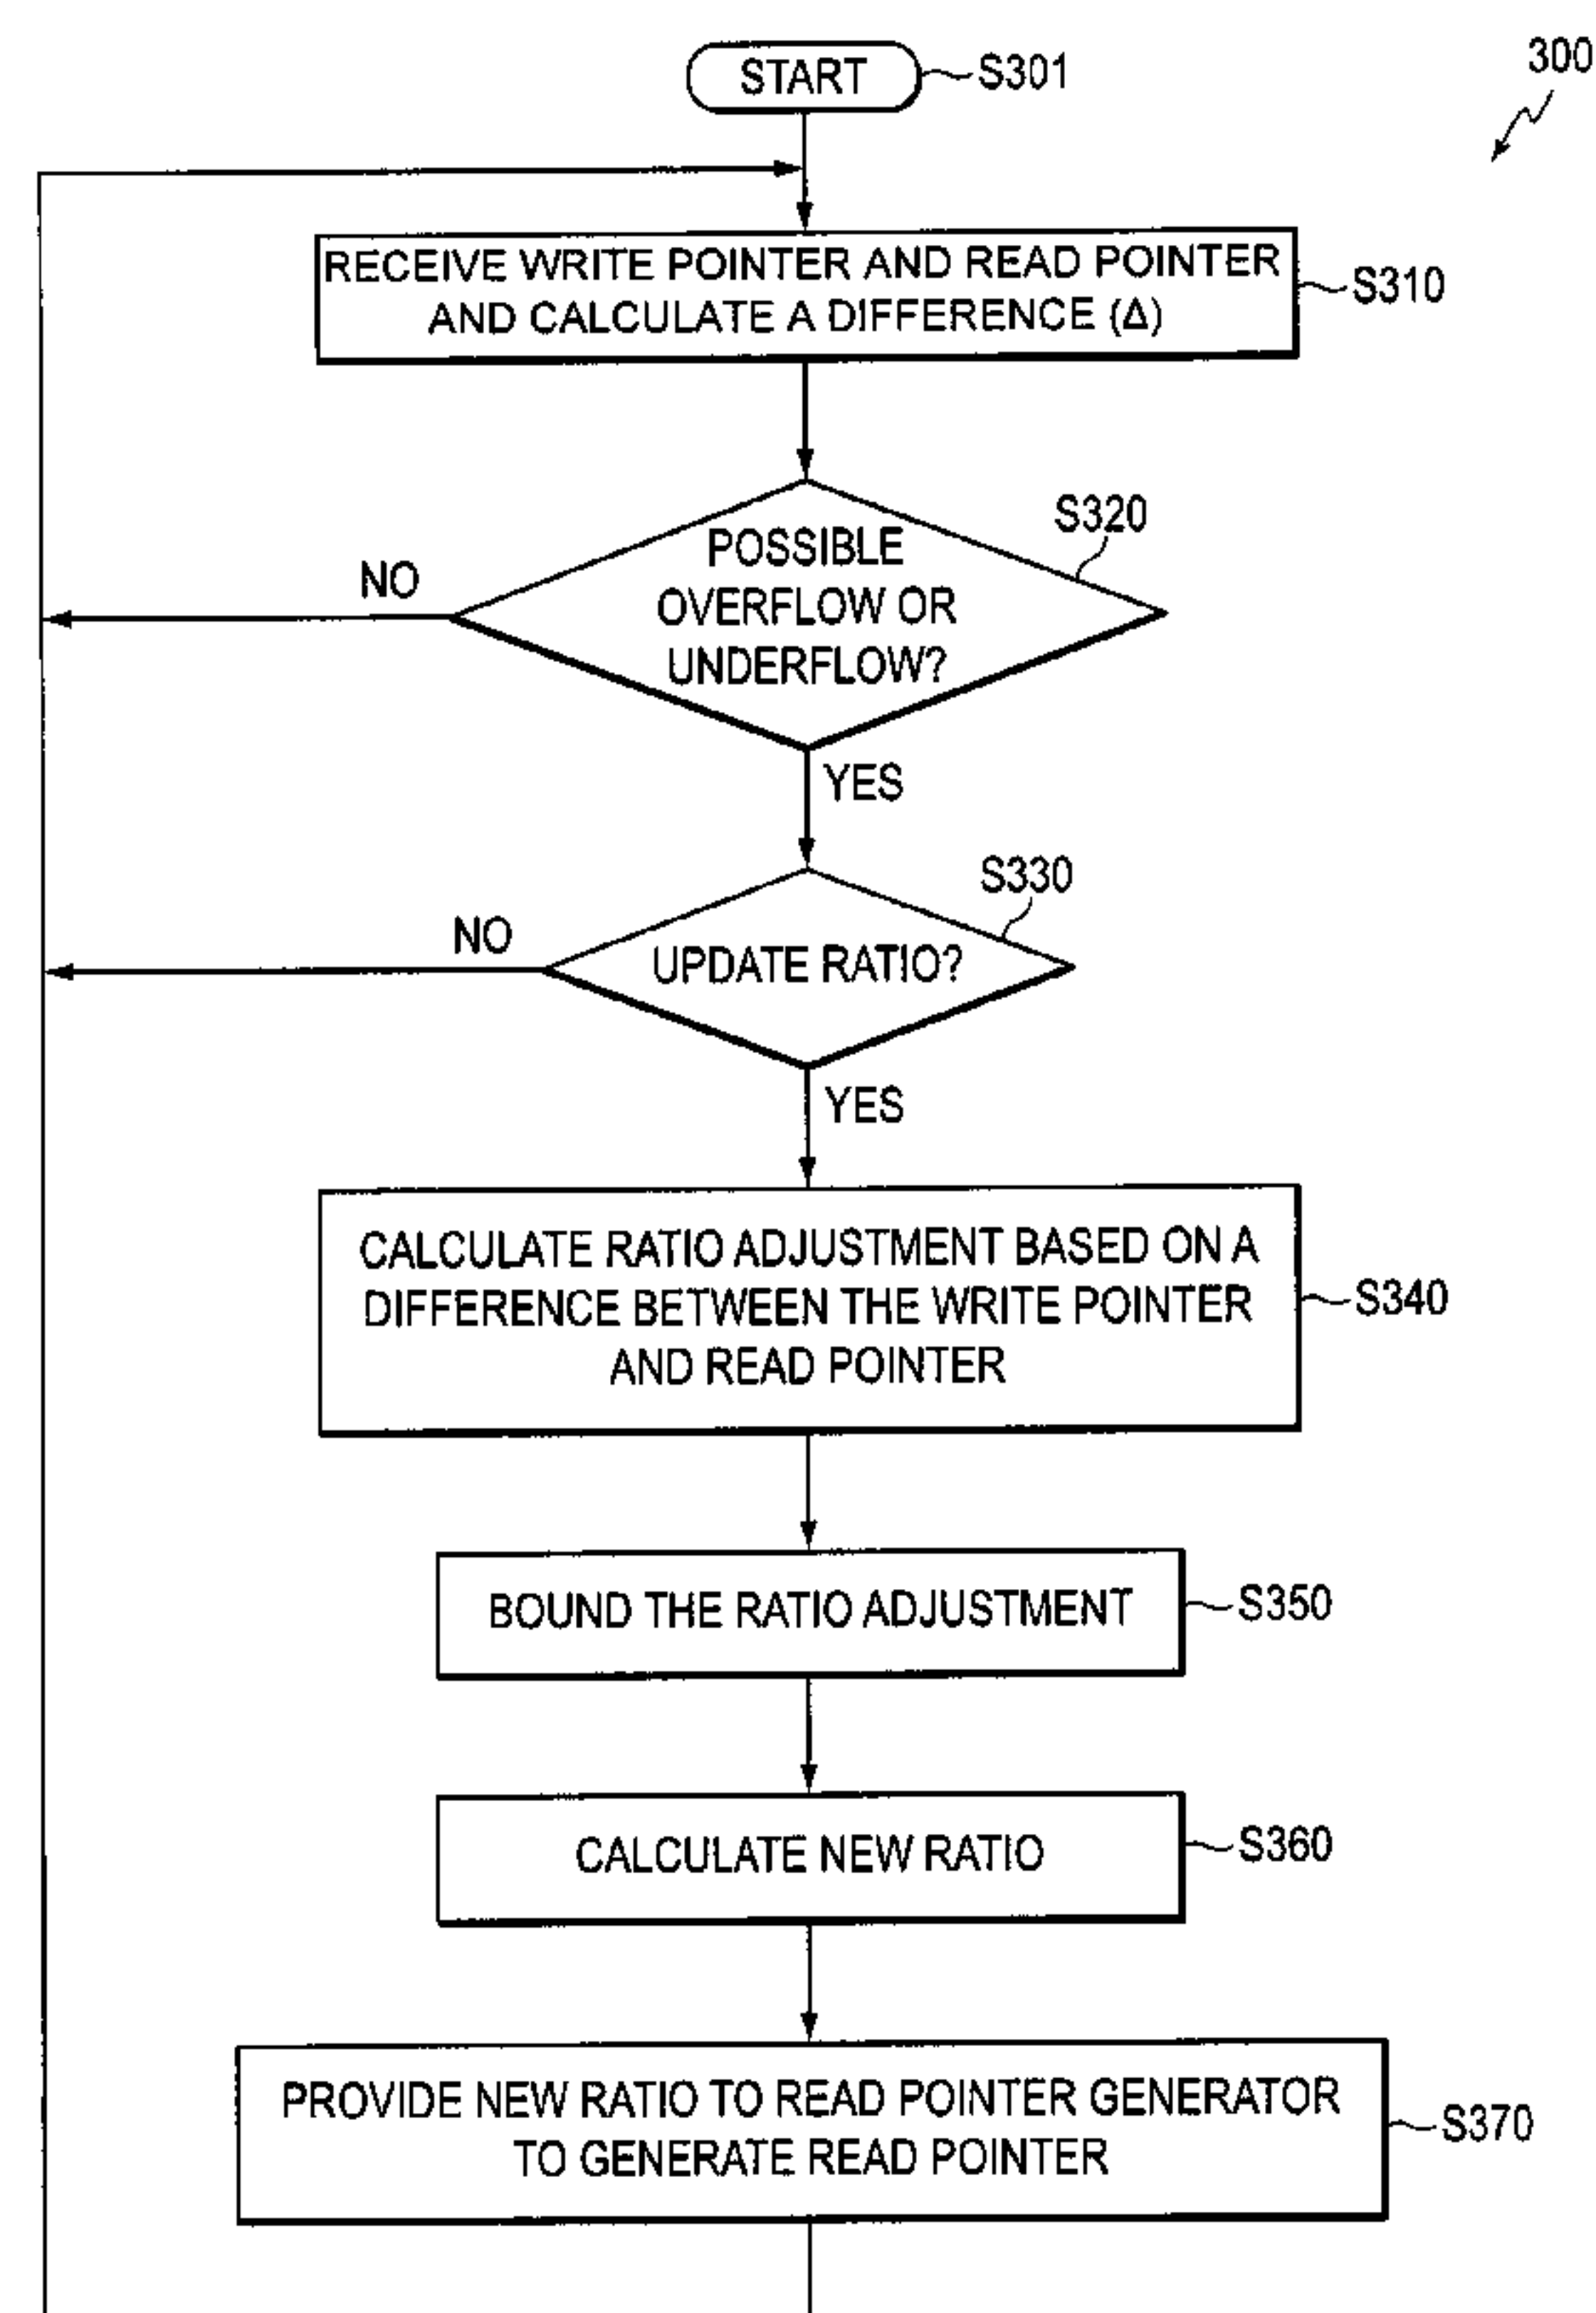 300
START
S301
RECEIVE WRITE POINTER AND READ POINTER
AND CALCULATE A DIFFERENCE (Δ)
S310
S320
POSSIBLE
OVERFLOW OR
UNDERFLOW?
NO
YES
S330
UPDATE RATIO?
NO
YES
CALCULATE RATIO ADJUSTMENT BASED ON A
DIFFERENCE BETWEEN THE WRITE POINTER
AND READ POINTER
S340
BOUND THE RATIO ADJUSTMENT
S350
CALCULATE NEW RATIO
S360
PROVIDE NEW RATIO TO READ POINTER GENERATOR
TO GENERATE READ POINTER
S370